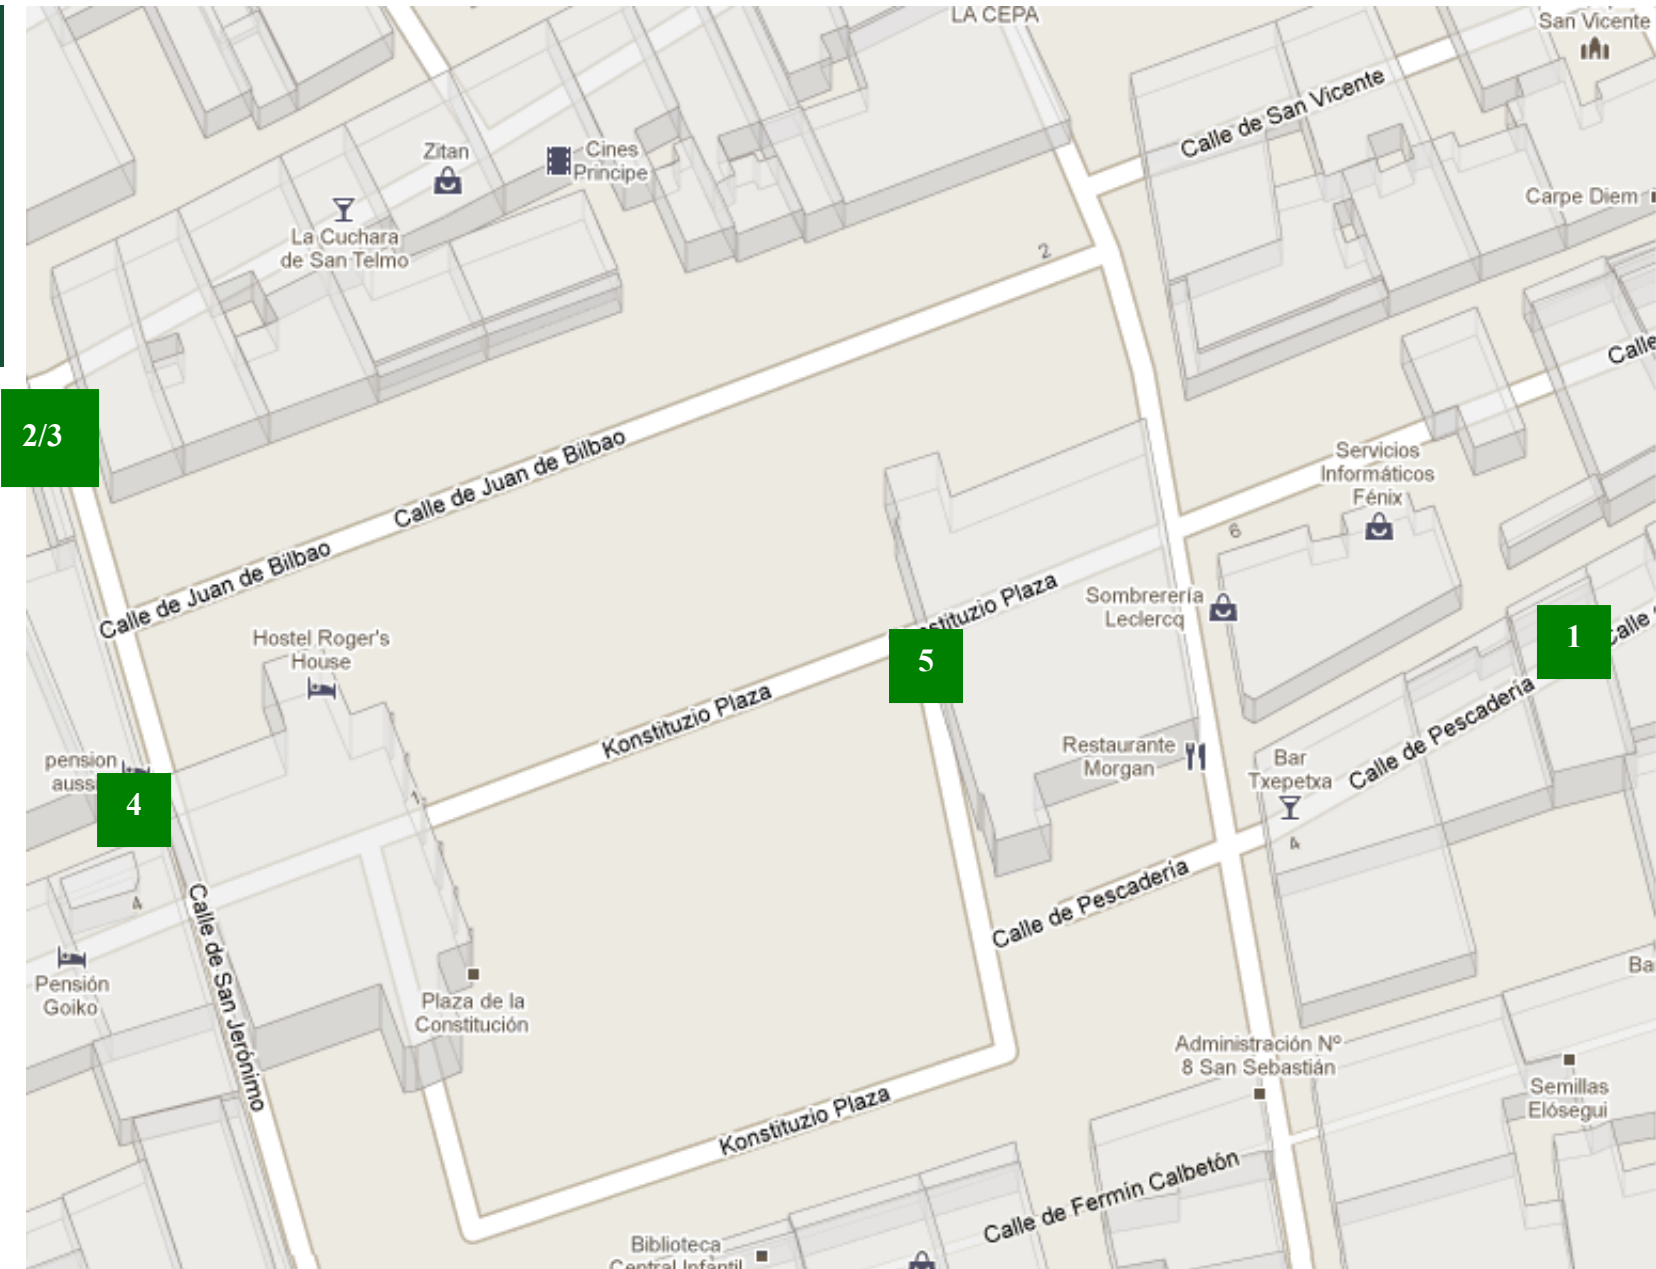 LA CEPA
San Vicente
Calle de San Vicente
Zitan
Cines
Principe
Carpe Diem
La Cuchara
de San Telmo
2
Calle
2/3
Calle de Juan de Bilbao
Servicios
Informáticos
Fénix
6
Calle de Juan de Bilbao
Konstituzio Plaza
Sombrerería
Leclercq
1
Calle
Hostel Roger's
House
5
Konstituzio Plaza
Calle de Pescadería
pension
auss
4
Restaurante
Morgan
Bar
Txepetxa
4
Calle de Pescadería
4
Calle de San Jerónimo
Pensión
Goiko
Plaza de la
Constitución
Ba
Administración Nº
8 San Sebastián
Semillas
Elósegui
Konstituzio Plaza
Calle de Fermín Calbetón
Biblioteca
Central Infantil